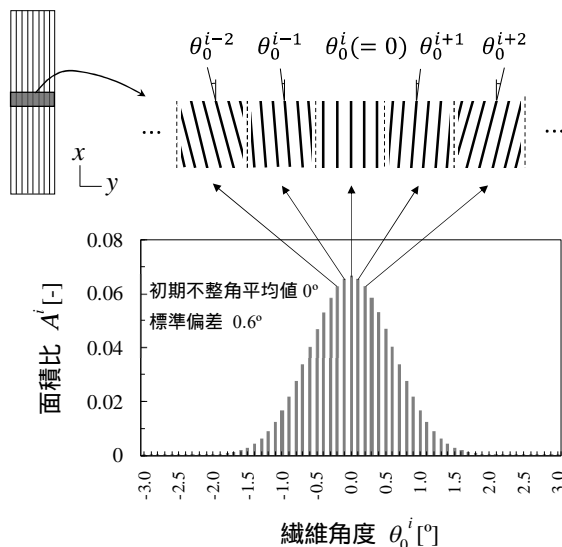 θ₀ⁱ⁻² θ₀ⁱ⁻¹ θ₀ⁱ(= 0) θ₀ⁱ⁺¹ θ₀ⁱ⁺²
... ...
x
y
0.08
初期不整角平均値 0º
標準偏差 0.6º
0.06
0.04
0.02
0
面積比 Aⁱ[-]
-3.0 -2.5 -2.0 -1.5 -1.0 -0.5 0.0 0.5 1.0 1.5 2.0 2.5 3.0
繊維角度 θ₀ⁱ[º]